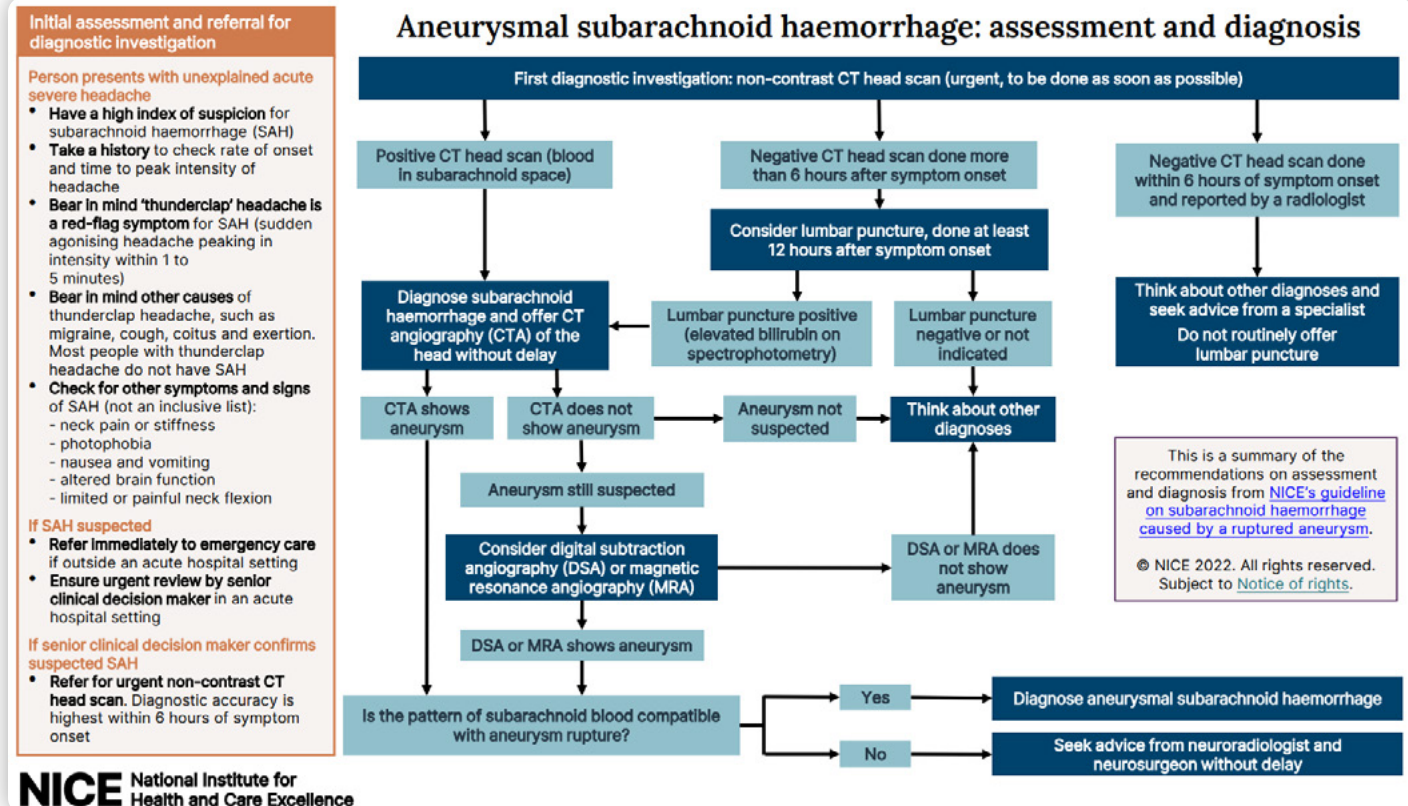 Initial assessment and referral for
diagnostic investigation
Person presents with unexplained acute
severe headache
• Have a high index of suspicion for
subarachnoid haemorrhage (SAH)
• Take a history to check rate of onset
and time to peak intensity of
headache
• Bear in mind ‘thunderclap’ headache is
a red-flag symptom for SAH (sudden
agonising headache peaking in
intensity within 1 to
5 minutes)
• Bear in mind other causes of
thunderclap headache, such as
migraine, cough, coitus and exertion.
Most people with thunderclap
headache do not have SAH
• Check for other symptoms and signs
of SAH (not an inclusive list):
- neck pain or stiffness
- photophobia
- nausea and vomiting
- altered brain function
- limited or painful neck flexion
If SAH suspected
• Refer immediately to emergency care
if outside an acute hospital setting
• Ensure urgent review by senior
clinical decision maker in an acute
hospital setting
If senior clinical decision maker confirms
suspected SAH
• Refer for urgent non-contrast CT
head scan. Diagnostic accuracy is
highest within 6 hours of symptom
onset
NICE National Institute for
Health and Care Excellence
Aneurysmal subarachnoid haemorrhage: assessment and diagnosis
First diagnostic investigation: non-contrast CT head scan (urgent, to be done as soon as possible)
Positive CT head scan (blood
in subarachnoid space)
Negative CT head scan done more
than 6 hours after symptom onset
Negative CT head scan done
within 6 hours of symptom onset
and reported by a radiologist
Consider lumbar puncture, done at least
12 hours after symptom onset
Diagnose subarachnoid
haemorrhage and offer CT
angiography (CTA) of the
head without delay
Lumbar puncture positive
(elevated bilirubin on
spectrophotometry)
Lumbar puncture
negative or not
indicated
Think about other diagnoses and
seek advice from a specialist
Do not routinely offer
lumbar puncture
CTA shows
aneurysm
CTA does not
show aneurysm
Aneurysm not
suspected
Think about other
diagnoses
Aneurysm still suspected
Consider digital subtraction
angiography (DSA) or magnetic
resonance angiography (MRA)
DSA or MRA does
not show
aneurysm
DSA or MRA shows aneurysm
Is the pattern of subarachnoid blood compatible
with aneurysm rupture?
Yes
Diagnose aneurysmal subarachnoid haemorrhage
No
Seek advice from neuroradiologist and
neurosurgeon without delay
This is a summary of the
recommendations on assessment
and diagnosis from NICE’s guideline
on subarachnoid haemorrhage
caused by a ruptured aneurysm.
© NICE 2022. All rights reserved.
Subject to Notice of rights.